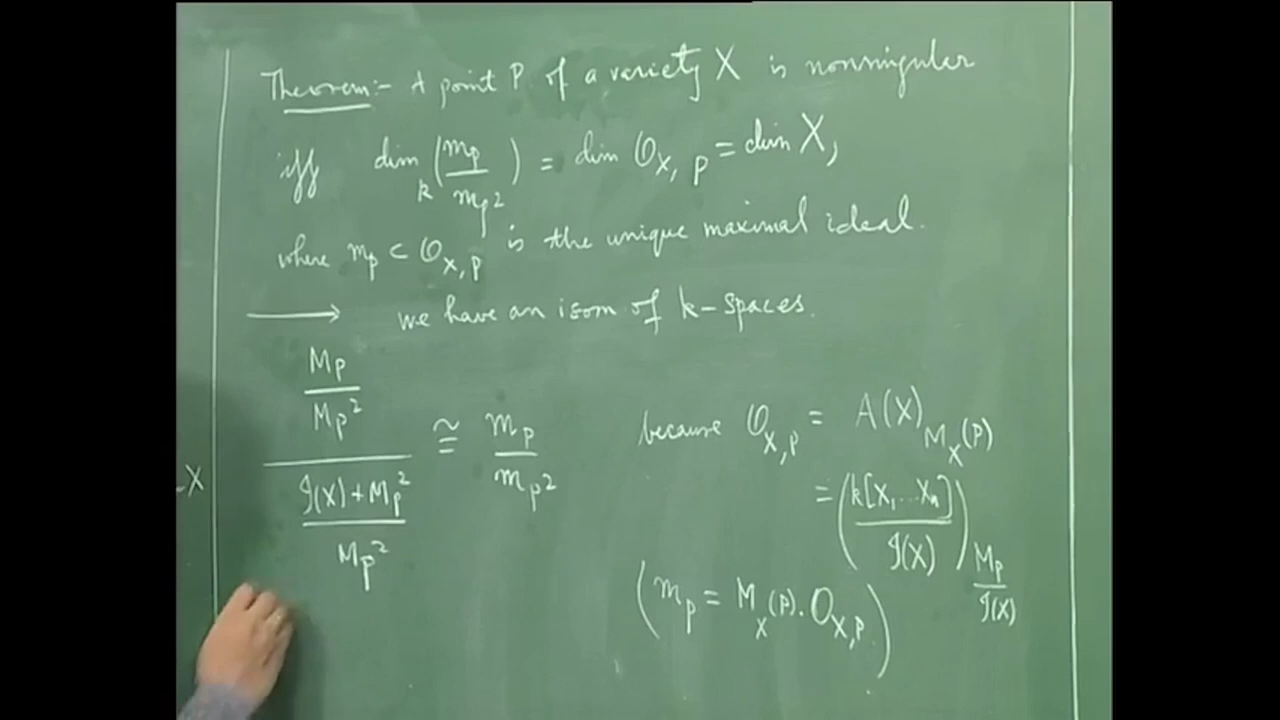 Theorem:- A point P of a variety X is nonsingular
iff dim_k (m_P / m_P^2) = dim O_{X,P} = dim X,
where m_P ⊂ O_{X,P} is the unique maximal ideal.
⟶ we have an isom of k-spaces.
(M_P / M_P^2) / ((I(X) + M_P^2) / M_P^2) ≅ m_P / m_P^2
because O_{X,P} = A(X)_{M_X(P)}
= (k[X_1...X_n] / I(X))_{M_P / I(X)}
(m_P = M_X(P) . O_{X,P})
-X